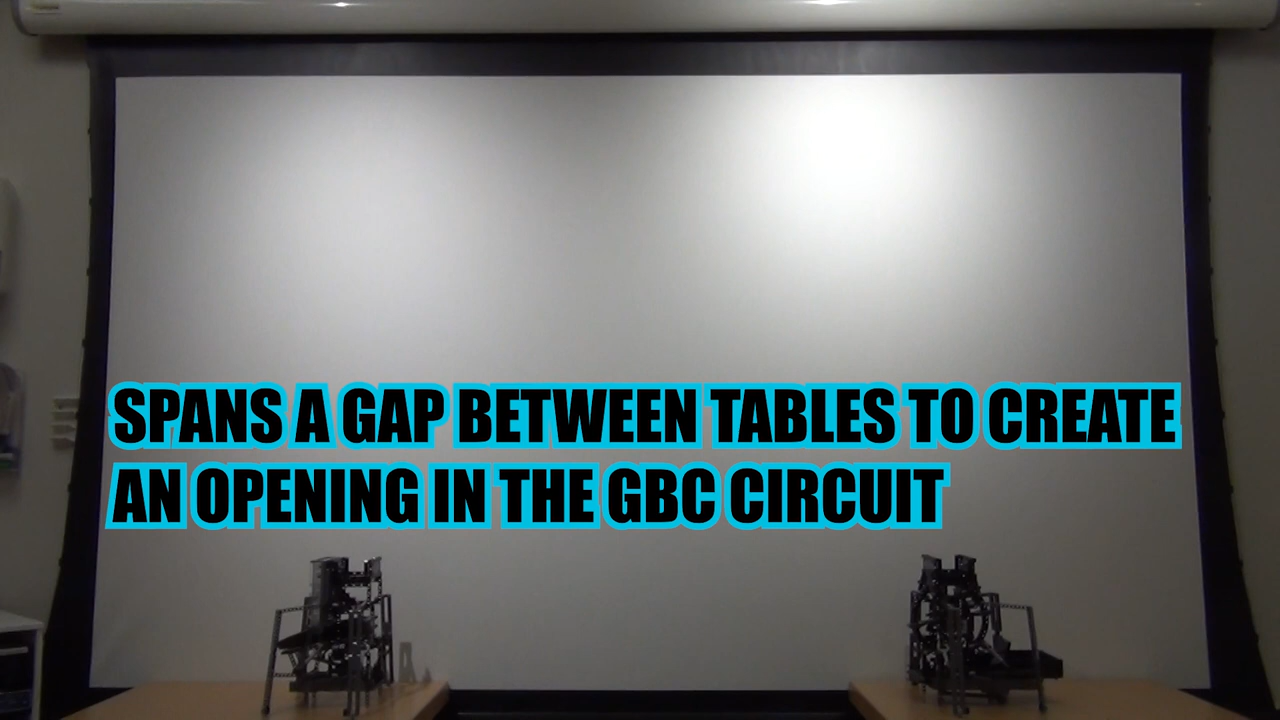 SPANS A GAP BETWEEN TABLES TO CREATE
AN OPENING IN THE GBC CIRCUIT